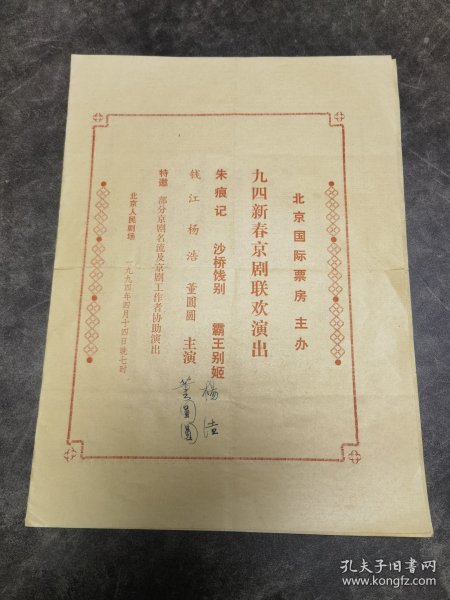 北京国际票房主办
九四新春京剧联欢演出
朱痕记 沙桥饯别 霸王别姬
钱江 杨浩 董圆圆 主演
特邀 部分京剧名流及京剧工作者协助演出
北京人民剧场 一九九四年四月十四日晚七时
杨浩
董圆圆
孔夫子旧书网
www.kongfz.com